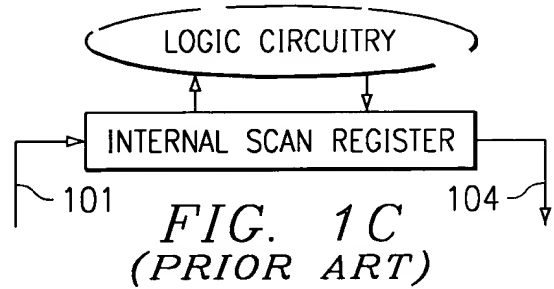 LOGIC CIRCUITRY
INTERNAL SCAN REGISTER
101
104
FIG. 1C
(PRIOR ART)